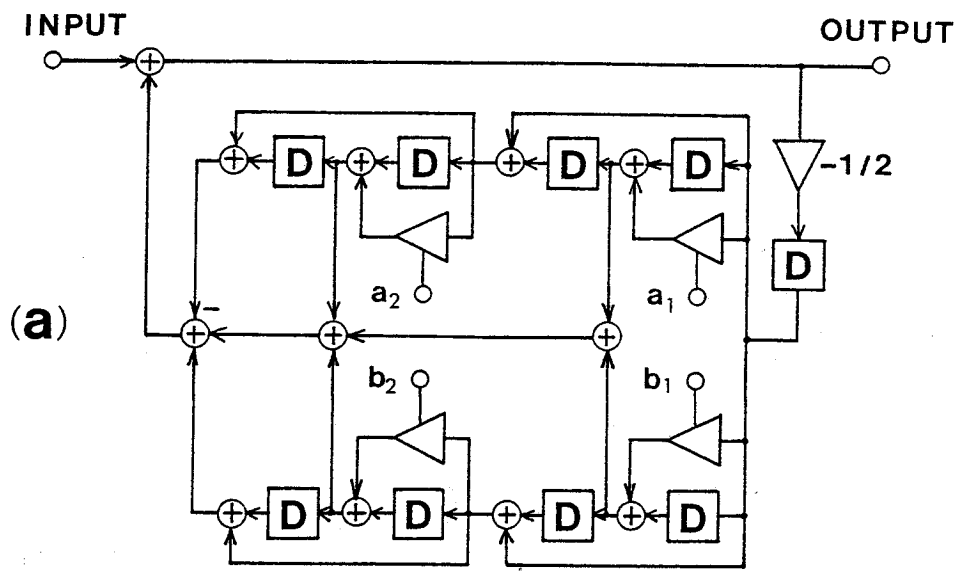 INPUT
OUTPUT
D D D D
-1/2
D
a₂ a₁
(a)
-
b₂ b₁
D D D D